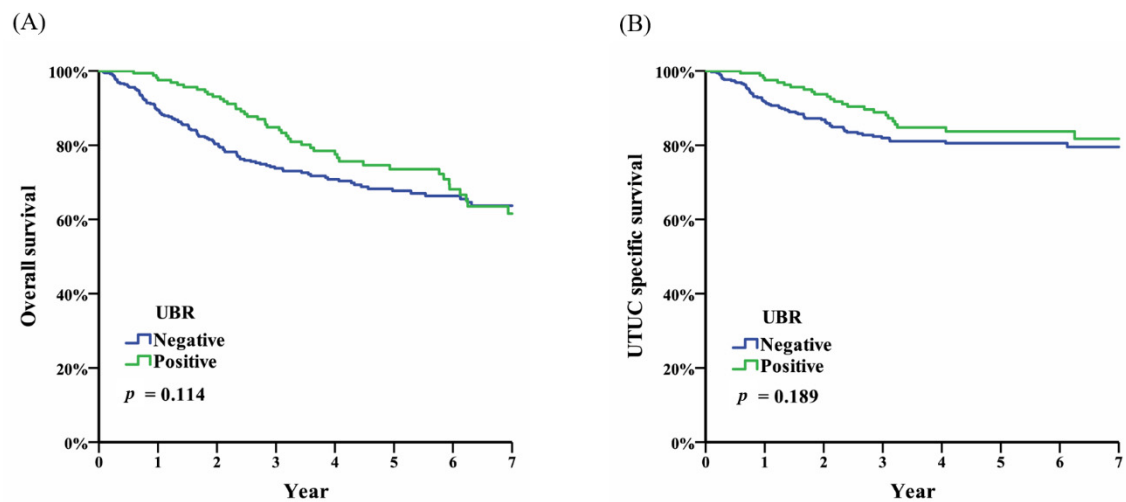 (A)
Overall survival
100%
80%
60%
40%
20%
0%
UBR
Negative
Positive
p = 0.114
0 1 2 3 4 5 6 7
Year
(B)
UTUC specific survival
100%
80%
60%
40%
20%
0%
UBR
Negative
Positive
p = 0.189
0 1 2 3 4 5 6 7
Year